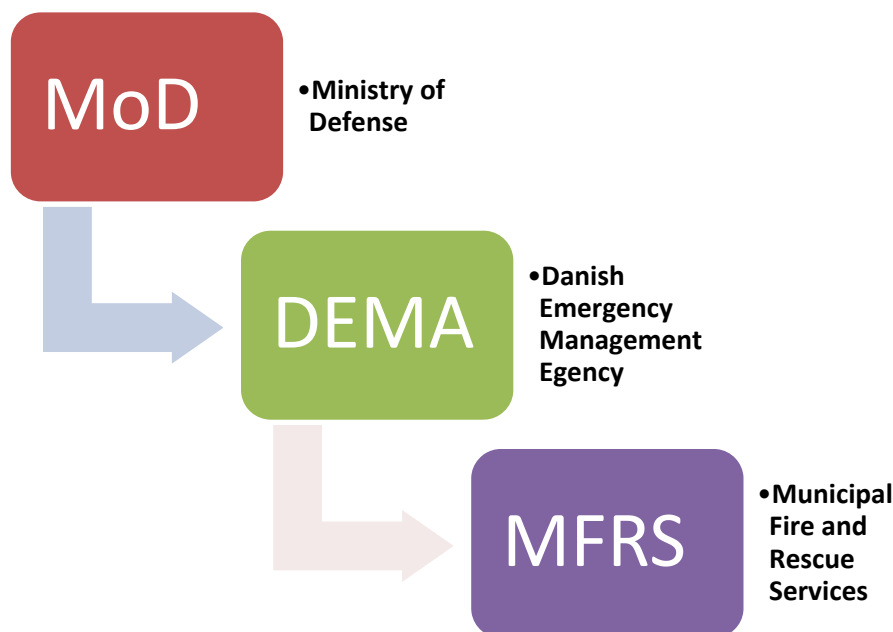 MoD
•Ministry of
Defense
DEMA
•Danish
Emergency
Management
Egency
MFRS
•Municipal
Fire and
Rescue
Services